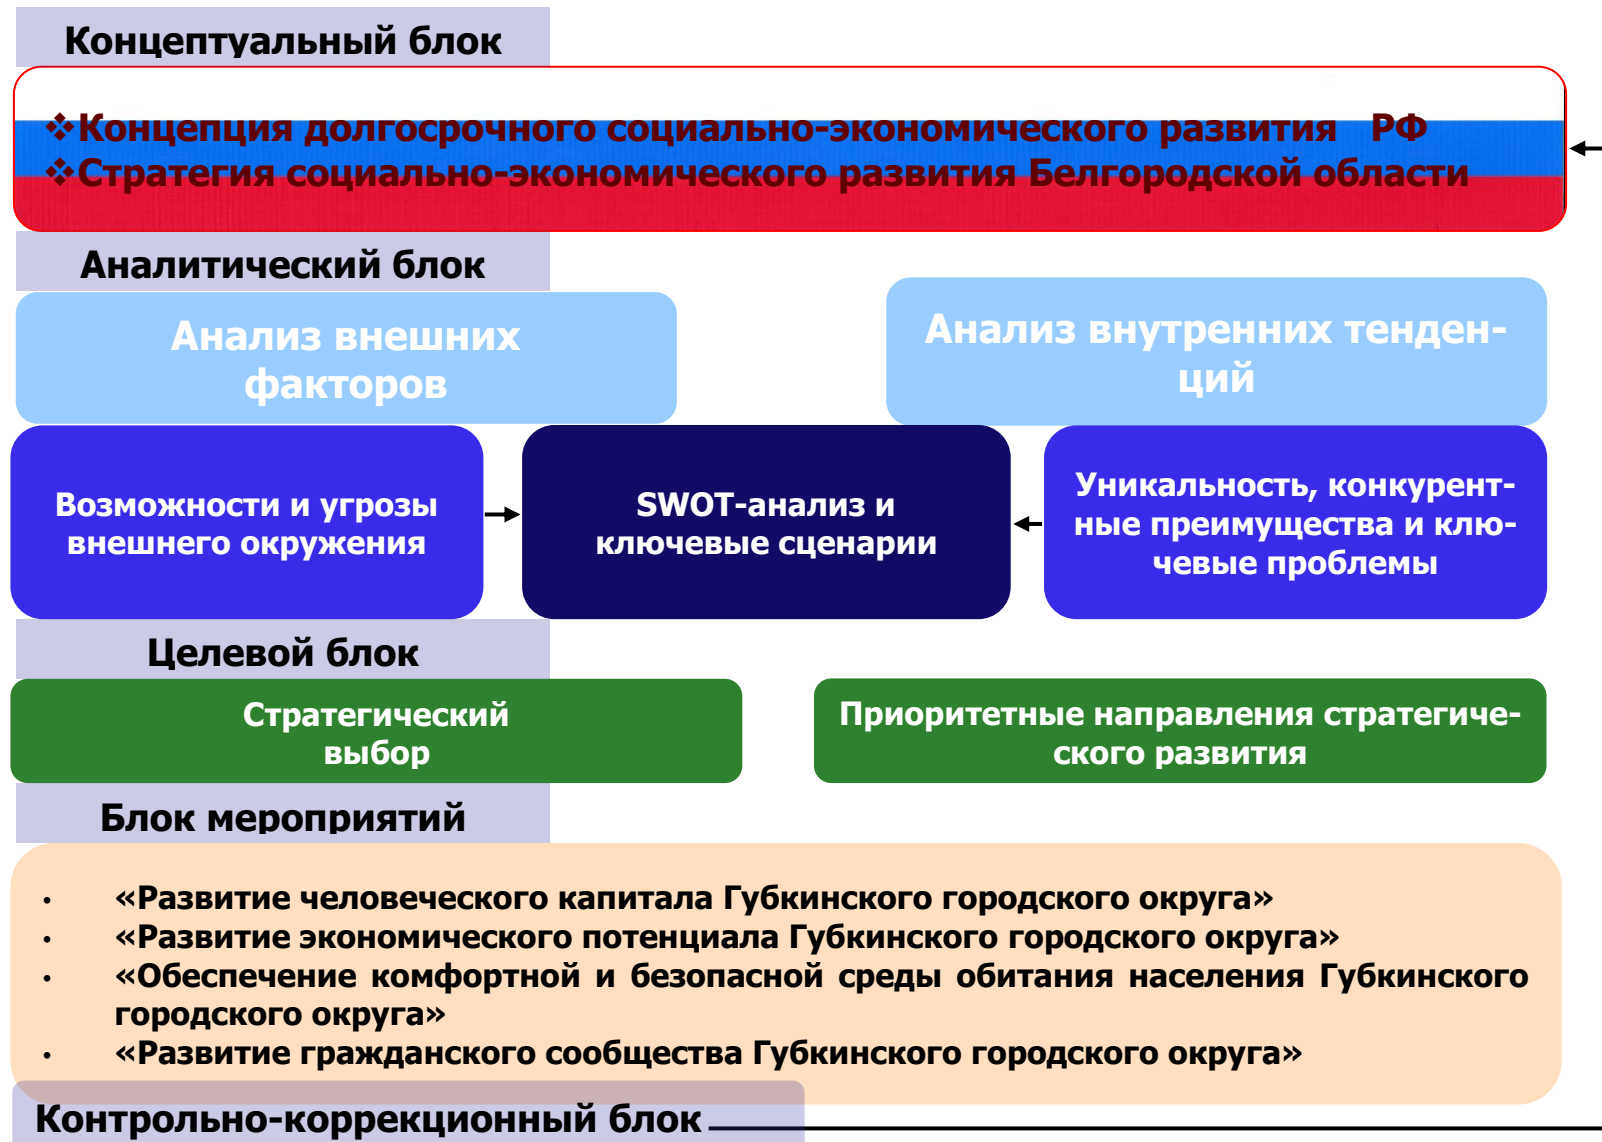 Концептуальный блок
❖Концепция долгосрочного социально-экономического развития РФ
❖Стратегия социально-экономического развития Белгородской области
Аналитический блок
Анализ внешних
факторов
Анализ внутренних тенден-
ций
Возможности и угрозы
внешнего окружения
SWOT-анализ и
ключевые сценарии
Уникальность, конкурент-
ные преимущества и клю-
чевые проблемы
Целевой блок
Стратегический
выбор
Приоритетные направления стратегиче-
ского развития
Блок мероприятий
• «Развитие человеческого капитала Губкинского городского округа»
• «Развитие экономического потенциала Губкинского городского округа»
• «Обеспечение комфортной и безопасной среды обитания населения Губкинского
городского округа»
• «Развитие гражданского сообщества Губкинского городского округа»
Контрольно-коррекционный блок